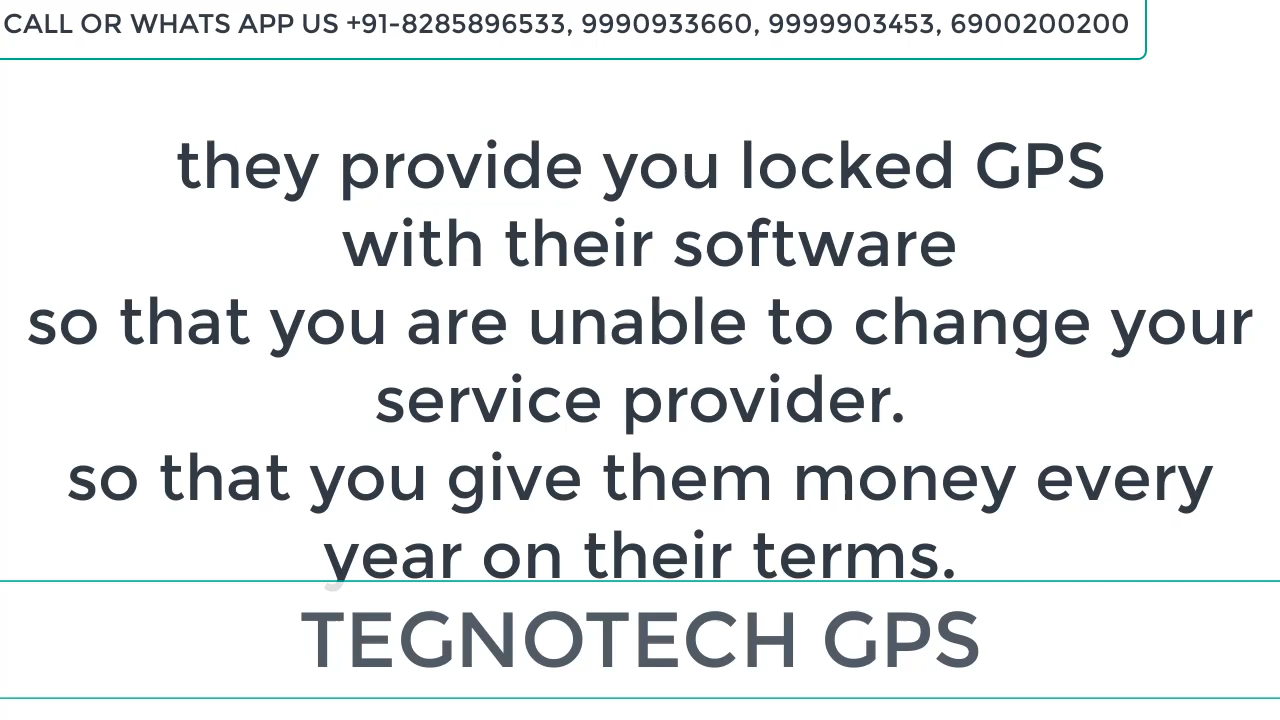 CALL OR WHATS APP US +91-8285896533, 9990933660, 9999903453, 6900200200
they provide you locked GPS
with their software
so that you are unable to change your
service provider.
so that you give them money every
year on their terms.
TEGNOTECH GPS